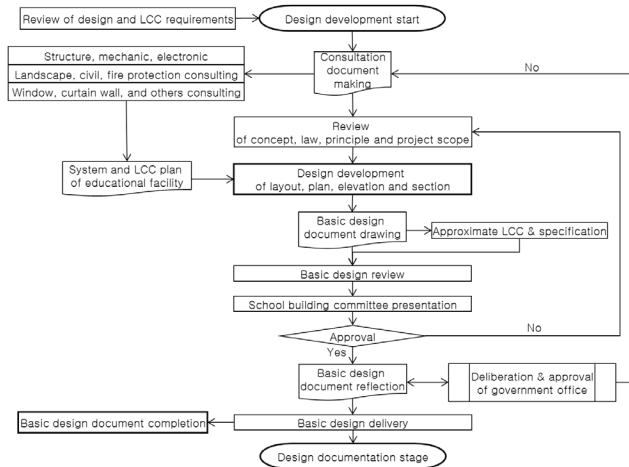 Review of design and LCC requirements
Design development start
Structure, mechanic, electronic
Landscape, civil, fire protection consulting
Window, curtain wall, and others consulting
Consultation
document
making
No
Review
of concept, law, principle and project scope
System and LCC plan
of educational facility
Design development
of layout, plan, elevation and section
Basic design
document drawing
Approximate LCC & specification
Basic design review
School building committee presentation
Approval
No
Yes
Basic design
document reflection
Deliberation & approval
of government office
Basic design document completion
Basic design delivery
Design documentation stage